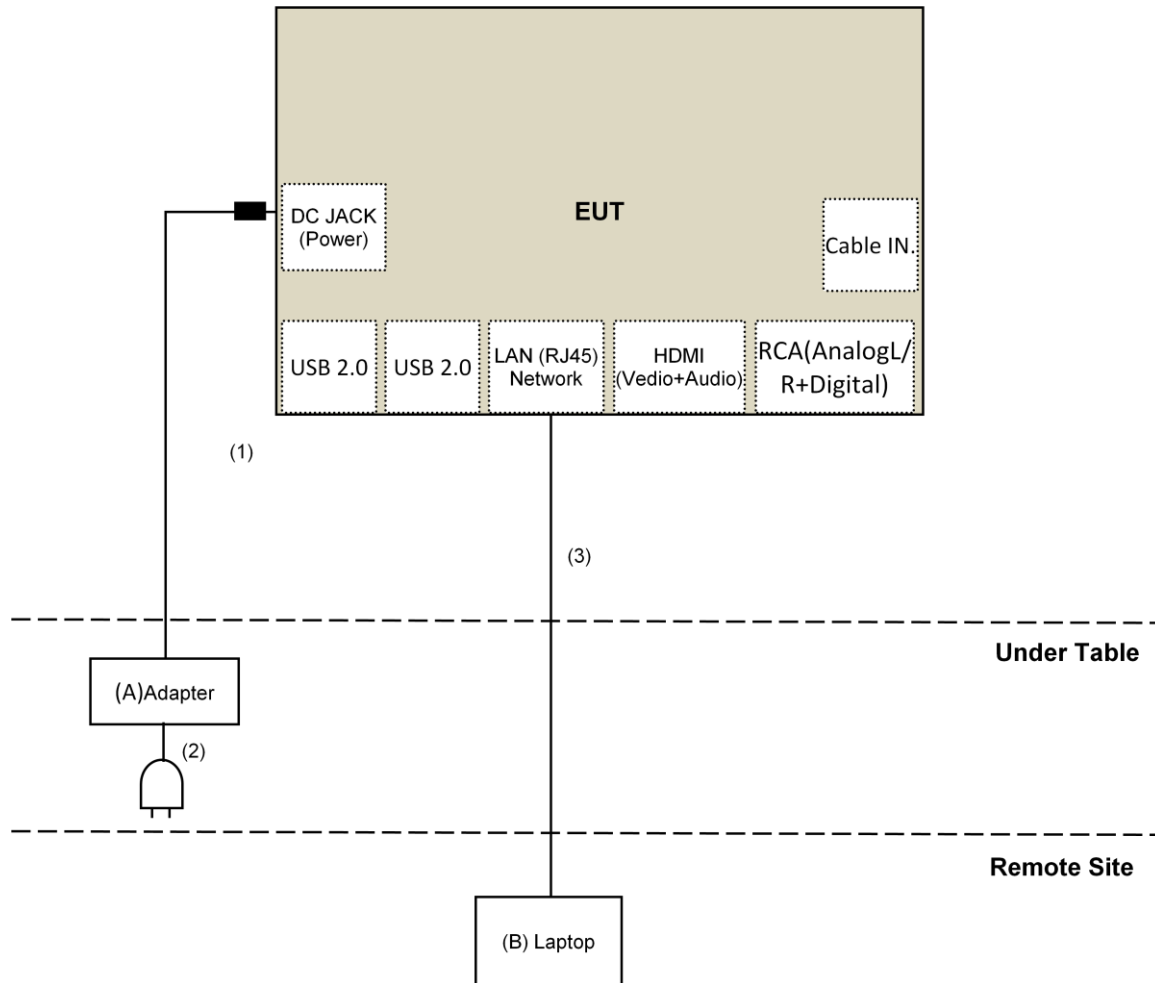 EUT
DC JACK
(Power)
Cable IN.
USB 2.0
USB 2.0
LAN (RJ45)
Network
HDMI
(Vedio+Audio)
RCA(AnalogL/
R+Digital)
(1)
(3)
Under Table
(A)Adapter
(2)
Remote Site
(B) Laptop